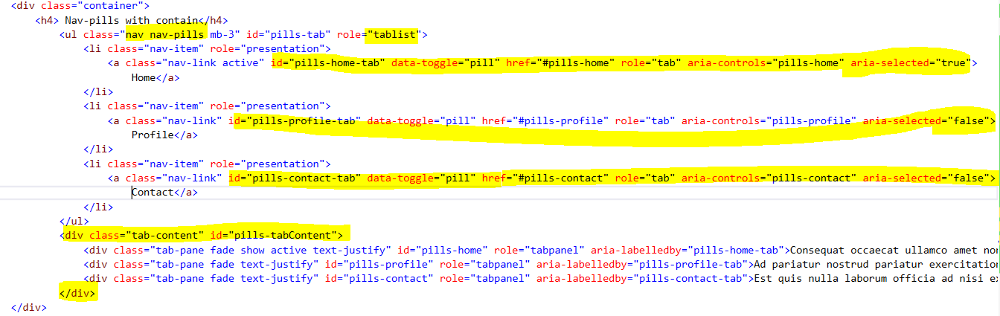 <div class="container">
<h4> Nav-pills with contain</h4>
<ul class="nav nav-pills mb-3" id="pills-tab" role="tablist">
<li class="nav-item" role="presentation">
<a class="nav-link active" id="pills-home-tab" data-toggle="pill" href="#pills-home" role="tab" aria-controls="pills-home" aria-selected="true">
Home</a>
</li>
<li class="nav-item" role="presentation">
<a class="nav-link" id="pills-profile-tab" data-toggle="pill" href="#pills-profile" role="tab" aria-controls="pills-profile" aria-selected="false">
Profile</a>
</li>
<li class="nav-item" role="presentation">
<a class="nav-link" id="pills-contact-tab" data-toggle="pill" href="#pills-contact" role="tab" aria-controls="pills-contact" aria-selected="false">
Contact</a>
</li>
</ul>
<div class="tab-content" id="pills-tabContent">
<div class="tab-pane fade show active text-justify" id="pills-home" role="tabpanel" aria-labelledby="pills-home-tab">Consequat occaecat ullamco amet
<div class="tab-pane fade text-justify" id="pills-profile" role="tabpanel" aria-labelledby="pills-profile-tab">Ad pariatur nostrud pariatur exercitatio
<div class="tab-pane fade text-justify" id="pills-contact" role="tabpanel" aria-labelledby="pills-contact-tab">Est quis nulla laborum officia ad nisi
</div>
</div>